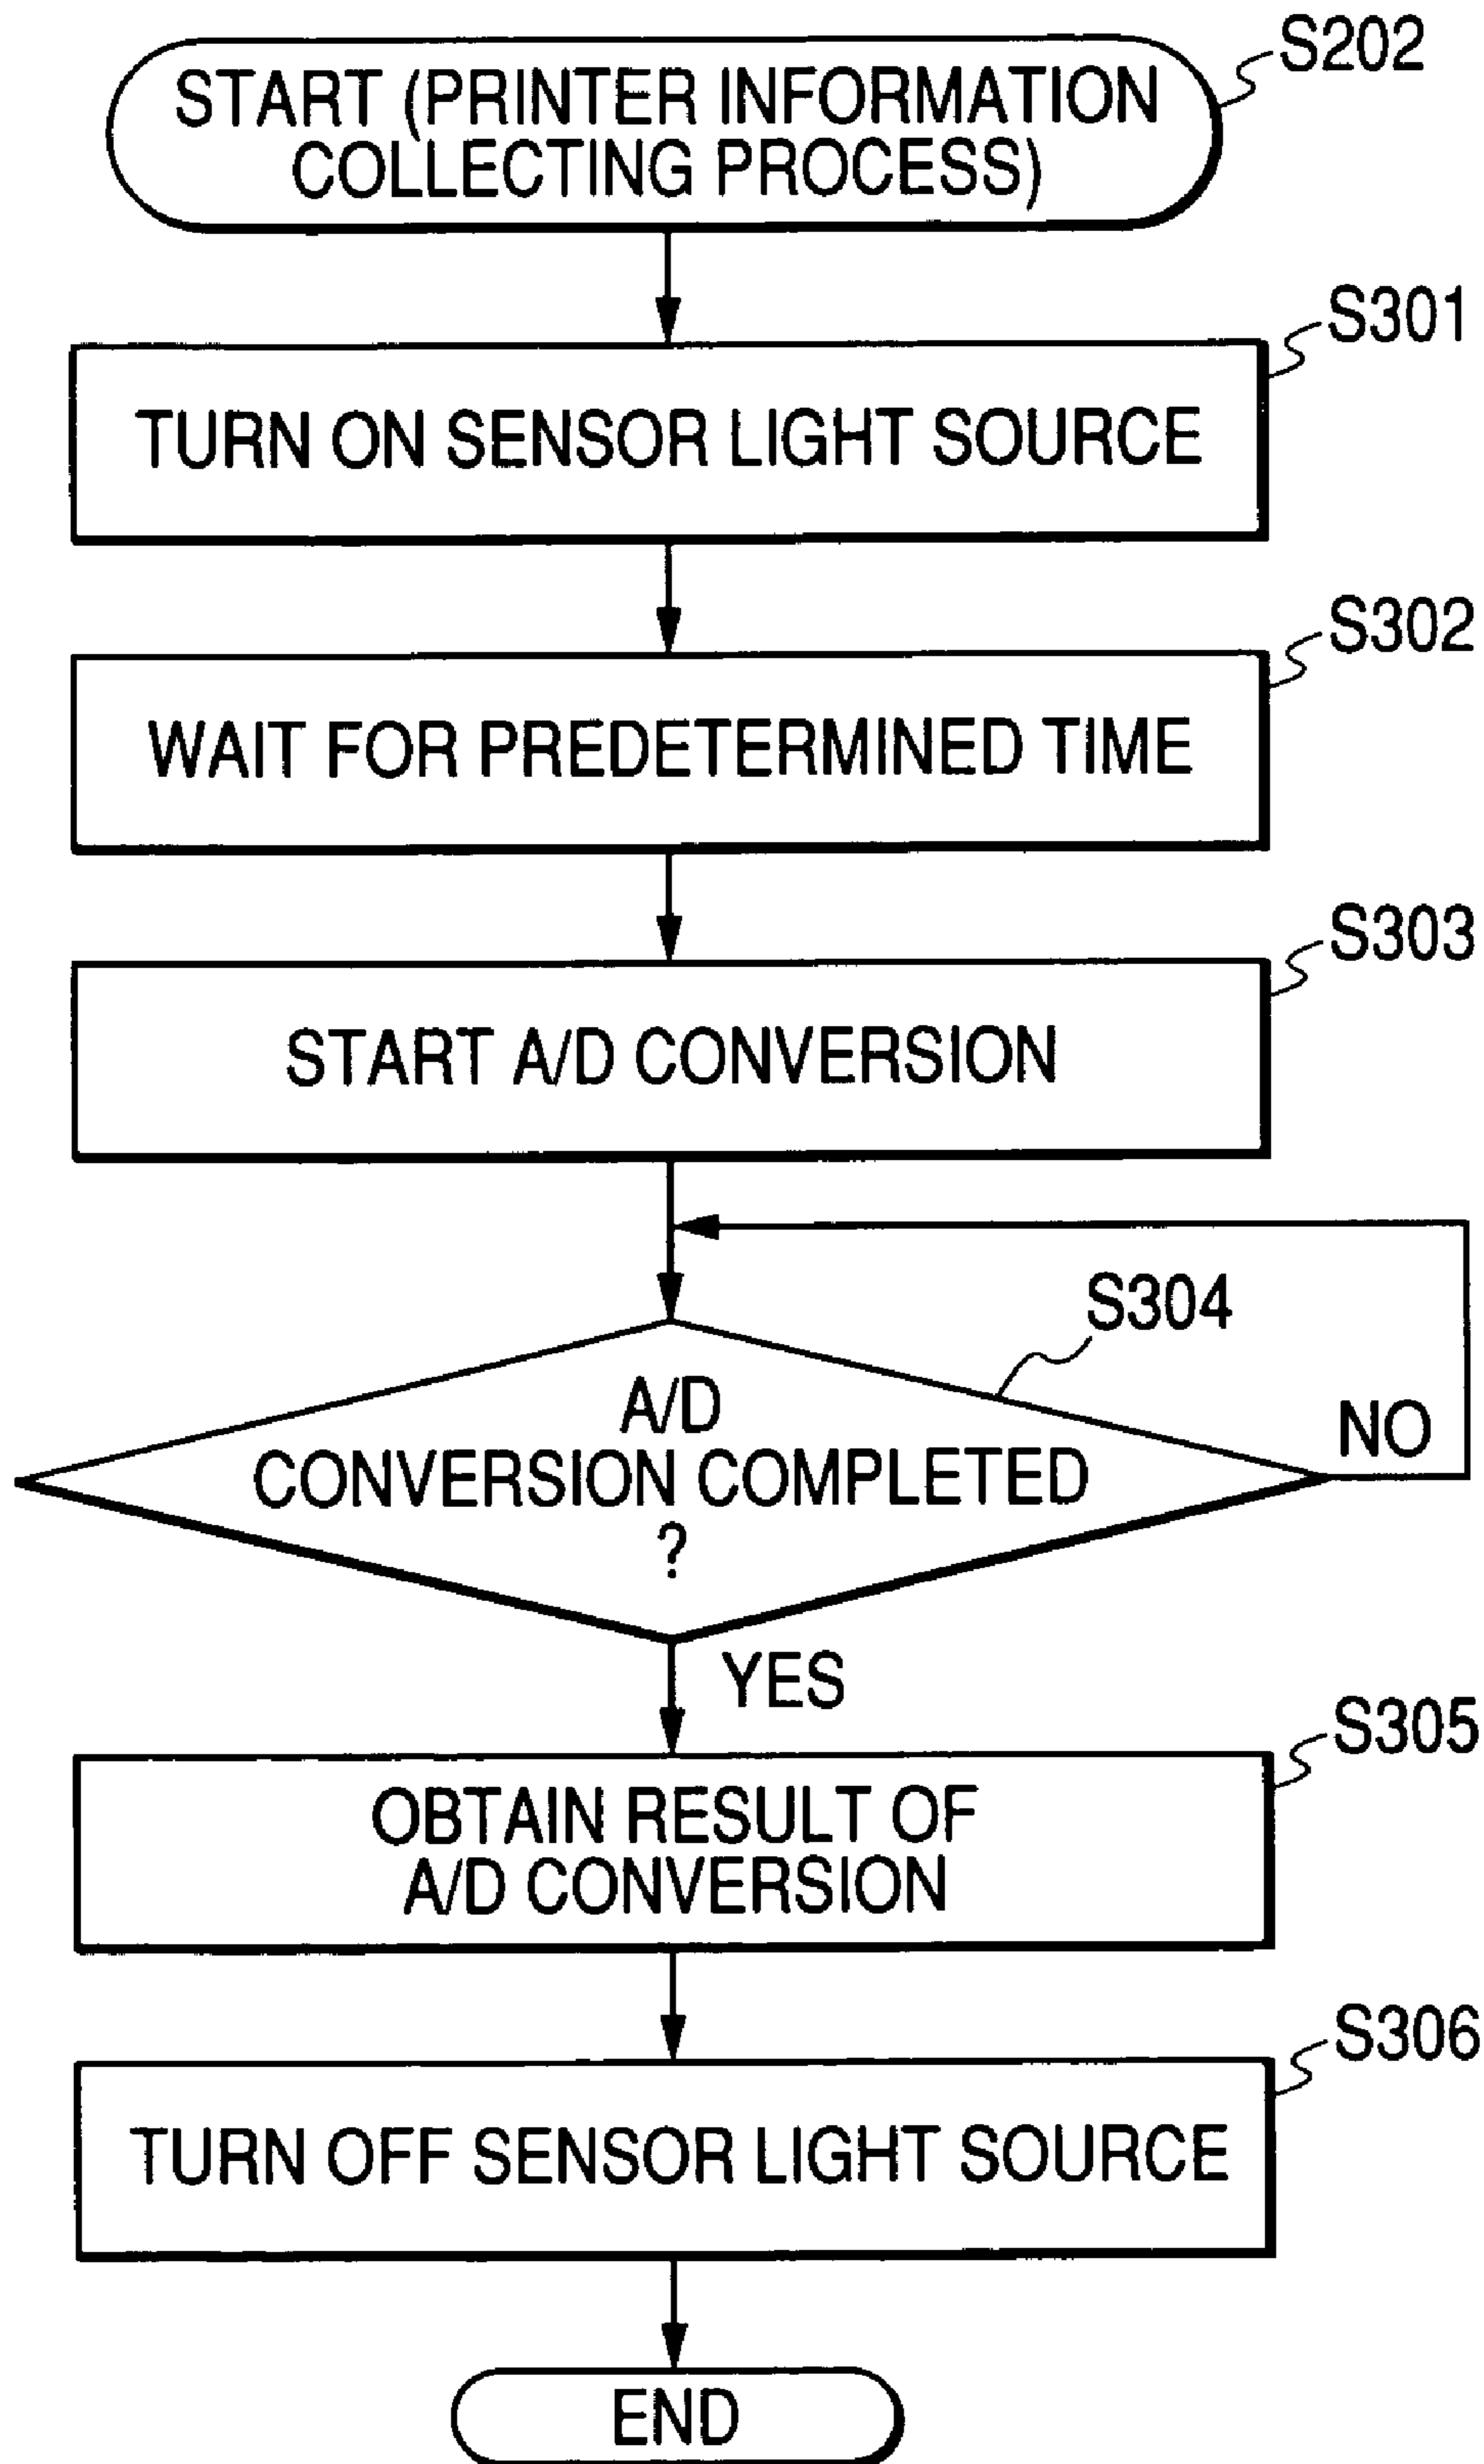 S202
START (PRINTER INFORMATION
COLLECTING PROCESS)
S301
TURN ON SENSOR LIGHT SOURCE
S302
WAIT FOR PREDETERMINED TIME
S303
START A/D CONVERSION
S304
A/D
CONVERSION COMPLETED
?
NO
YES
S305
OBTAIN RESULT OF
A/D CONVERSION
S306
TURN OFF SENSOR LIGHT SOURCE
END